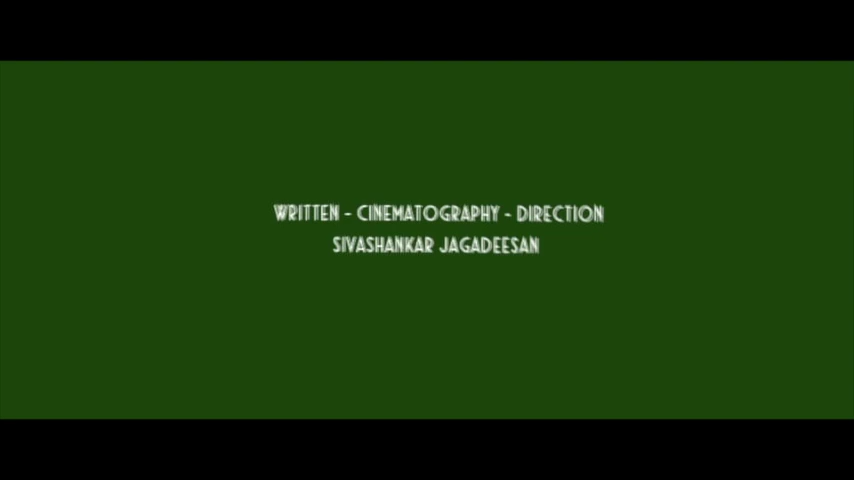 WRITTEN - CINEMATOGRAPHY - DIRECTION
SIVASHANKAR JAGADEESAN